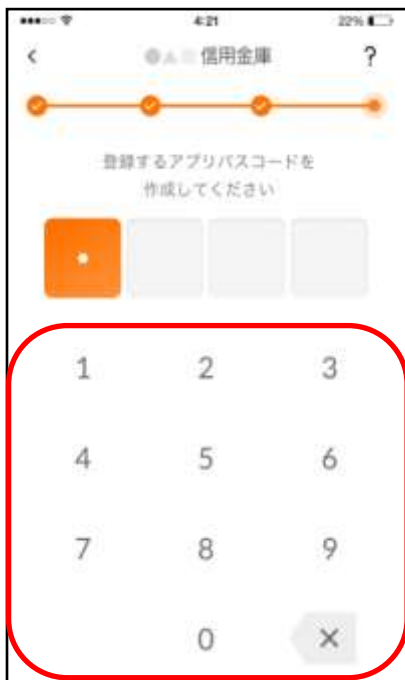 4:21 22%
●▲■信用金庫 ?
登録するアプリパスコードを
作成してください
1 2 3
4 5 6
7 8 9
0